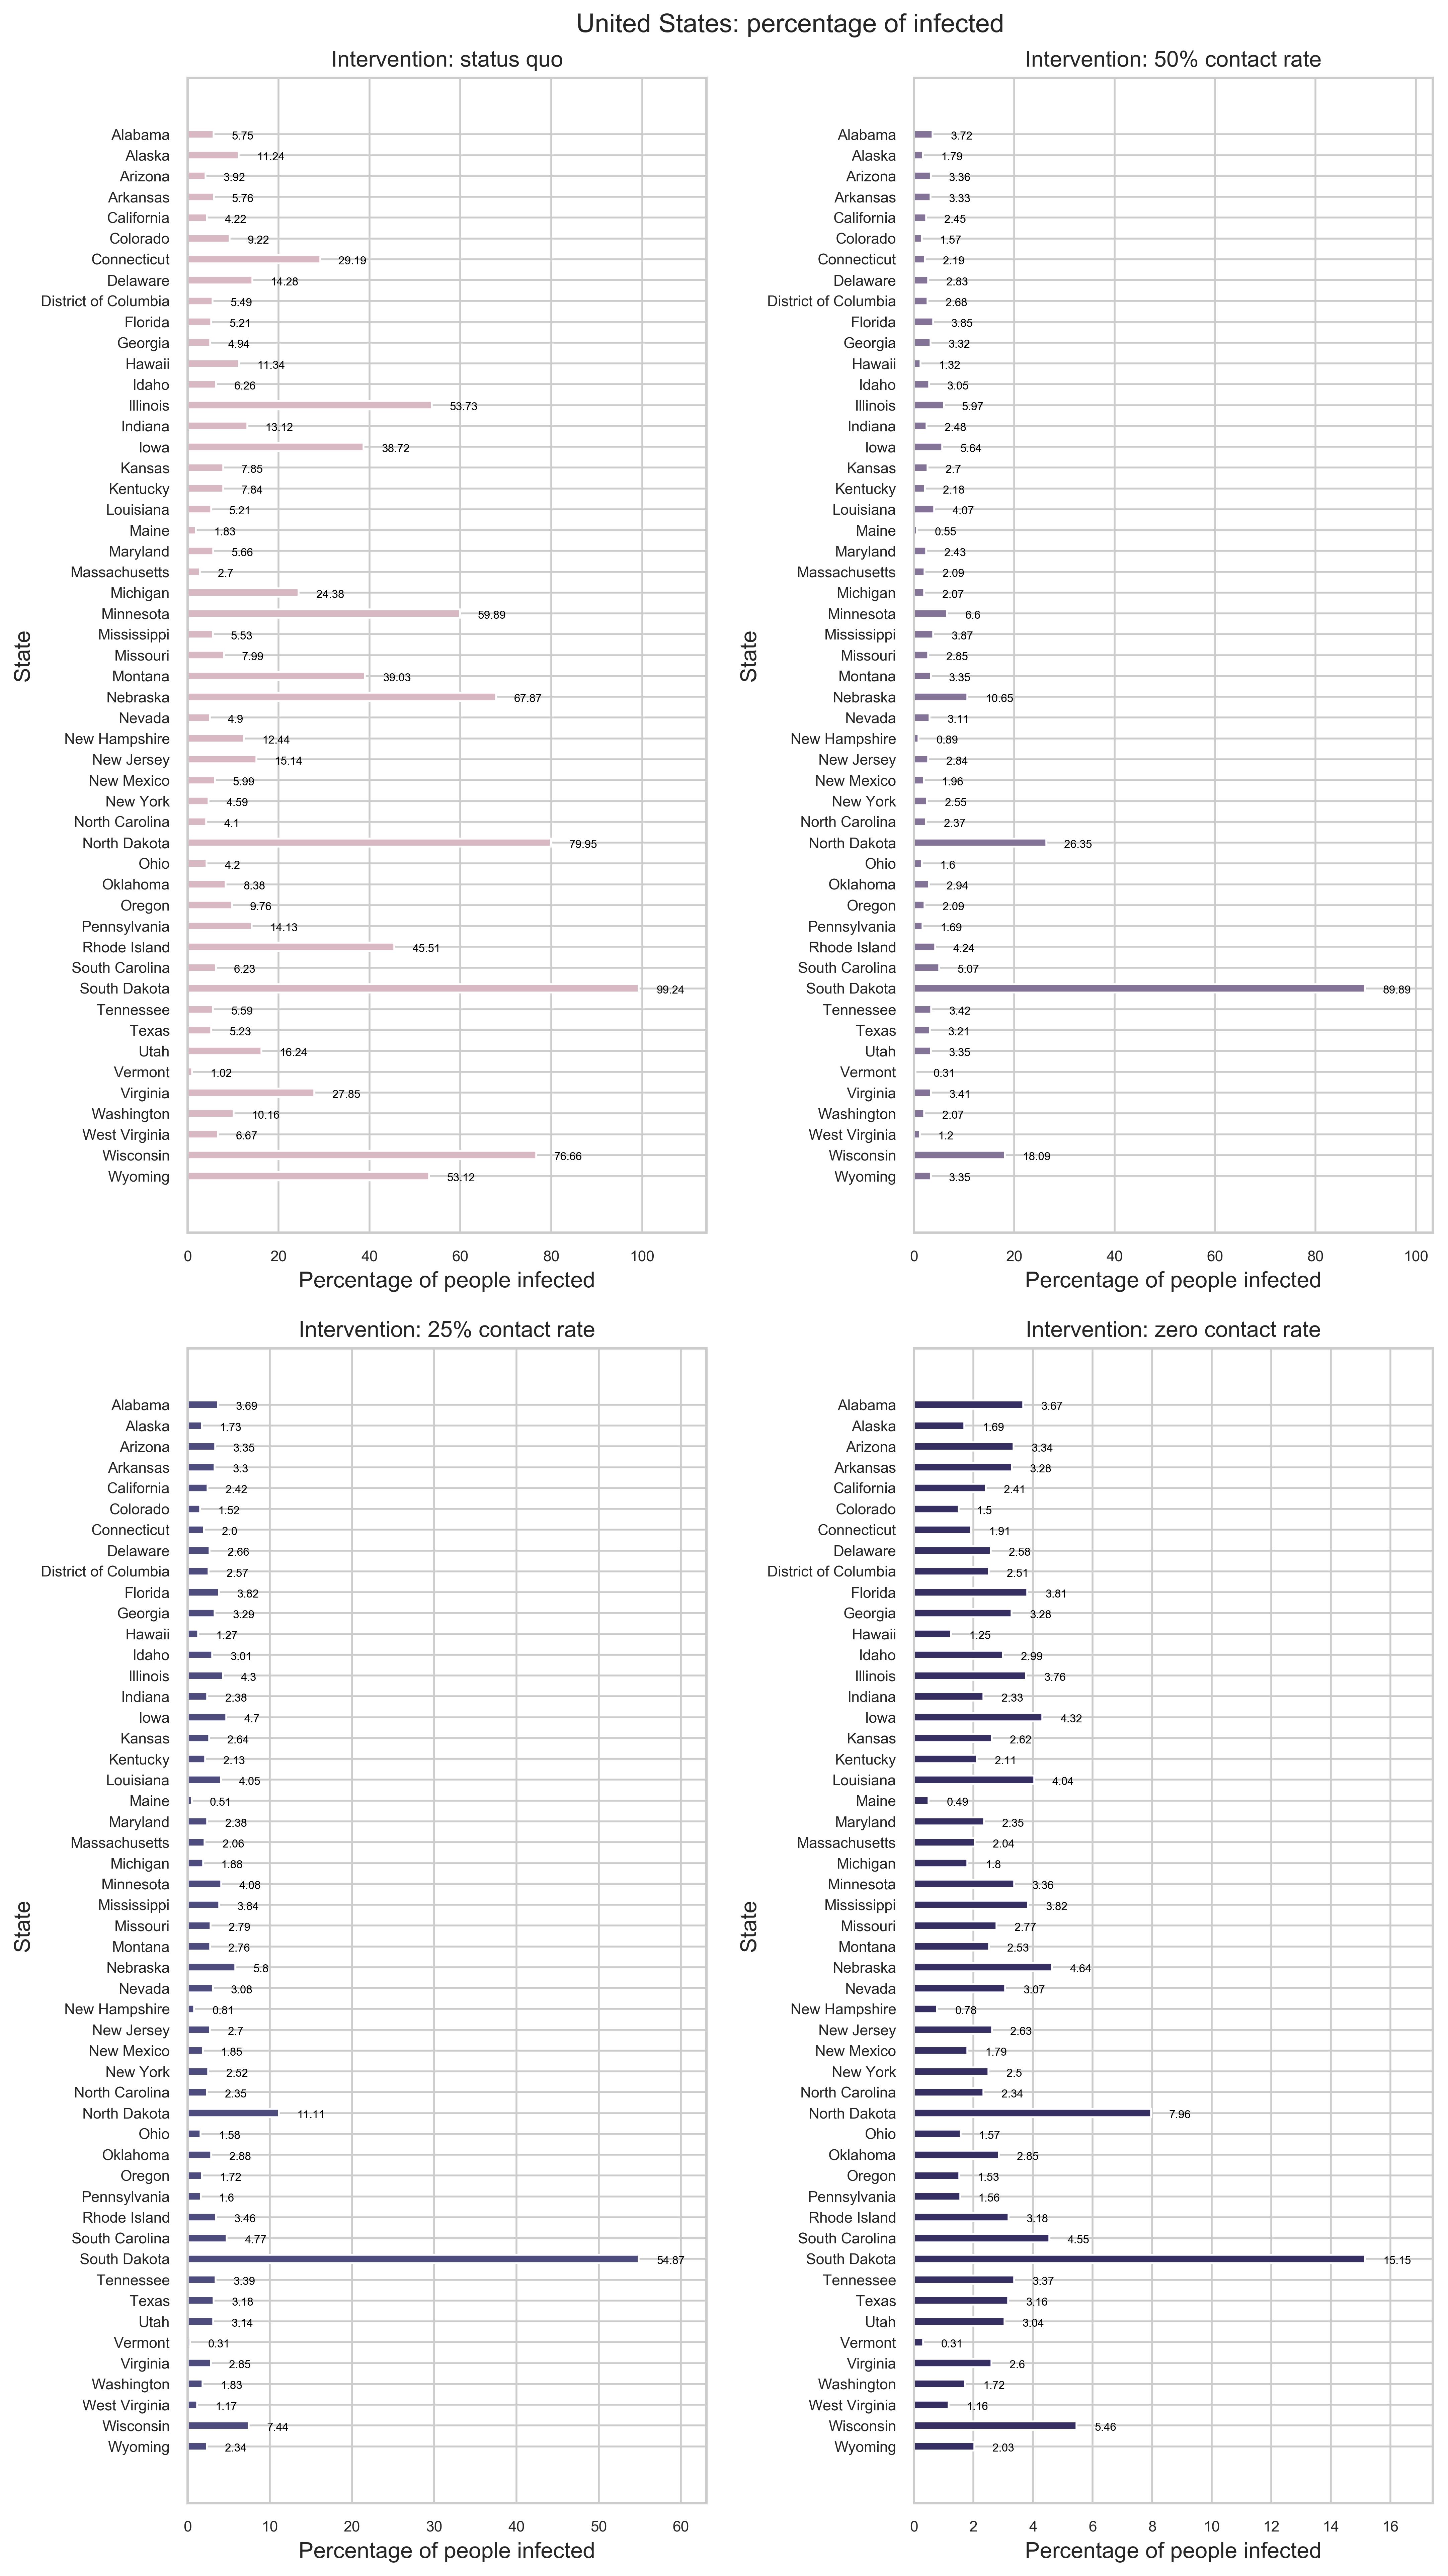 United States: percentage of infected
Intervention: status quo
Alabama 5.75
Alaska 11.24
Arizona 3.92
Arkansas 5.76
California 4.22
Colorado 9.22
Connecticut 29.19
Delaware 14.28
District of Columbia 5.49
Florida 5.21
Georgia 4.94
Hawaii 11.34
Idaho 6.26
Illinois 53.73
Indiana 13.12
Iowa 38.72
Kansas 7.85
Kentucky 7.84
Louisiana 5.21
Maine 1.83
Maryland 5.66
Massachusetts 2.7
Michigan 24.38
Minnesota 59.89
Mississippi 5.53
Missouri 7.99
Montana 39.03
Nebraska 67.87
Nevada 4.9
New Hampshire 12.44
New Jersey 15.14
New Mexico 5.99
New York 4.59
North Carolina 4.1
North Dakota 79.95
Ohio 4.2
Oklahoma 8.38
Oregon 9.76
Pennsylvania 14.13
Rhode Island 45.51
South Carolina 6.23
South Dakota 99.24
Tennessee 5.59
Texas 5.23
Utah 16.24
Vermont 1.02
Virginia 27.85
Washington 10.16
West Virginia 6.67
Wisconsin 76.66
Wyoming 53.12
State
0 20 40 60 80 100
Percentage of people infected
Intervention: 50% contact rate
Alabama 3.72
Alaska 1.79
Arizona 3.36
Arkansas 3.33
California 2.45
Colorado 1.57
Connecticut 2.19
Delaware 2.83
District of Columbia 2.68
Florida 3.85
Georgia 3.32
Hawaii 1.32
Idaho 3.05
Illinois 5.97
Indiana 2.48
Iowa 5.64
Kansas 2.7
Kentucky 2.18
Louisiana 4.07
Maine 0.55
Maryland 2.43
Massachusetts 2.09
Michigan 2.07
Minnesota 6.6
Mississippi 3.87
Missouri 2.85
Montana 3.35
Nebraska 10.65
Nevada 3.11
New Hampshire 0.89
New Jersey 2.84
New Mexico 1.96
New York 2.55
North Carolina 2.37
North Dakota 26.35
Ohio 1.6
Oklahoma 2.94
Oregon 2.09
Pennsylvania 1.69
Rhode Island 4.24
South Carolina 5.07
South Dakota 89.89
Tennessee 3.42
Texas 3.21
Utah 3.35
Vermont 0.31
Virginia 3.41
Washington 2.07
West Virginia 1.2
Wisconsin 18.09
Wyoming 3.35
State
0 20 40 60 80 100
Percentage of people infected
Intervention: 25% contact rate
Alabama 3.69
Alaska 1.73
Arizona 3.35
Arkansas 3.3
California 2.42
Colorado 1.52
Connecticut 2.0
Delaware 2.66
District of Columbia 2.57
Florida 3.82
Georgia 3.29
Hawaii 1.27
Idaho 3.01
Illinois 4.3
Indiana 2.38
Iowa 4.7
Kansas 2.64
Kentucky 2.13
Louisiana 4.05
Maine 0.51
Maryland 2.38
Massachusetts 2.06
Michigan 1.88
Minnesota 4.08
Mississippi 3.84
Missouri 2.79
Montana 2.76
Nebraska 5.8
Nevada 3.08
New Hampshire 0.81
New Jersey 2.7
New Mexico 1.85
New York 2.52
North Carolina 2.35
North Dakota 11.11
Ohio 1.58
Oklahoma 2.88
Oregon 1.72
Pennsylvania 1.6
Rhode Island 3.46
South Carolina 4.77
South Dakota 54.87
Tennessee 3.39
Texas 3.18
Utah 3.14
Vermont 0.31
Virginia 2.85
Washington 1.83
West Virginia 1.17
Wisconsin 7.44
Wyoming 2.34
State
0 10 20 30 40 50 60
Percentage of people infected
Intervention: zero contact rate
Alabama 3.67
Alaska 1.69
Arizona 3.34
Arkansas 3.28
California 2.41
Colorado 1.5
Connecticut 1.91
Delaware 2.58
District of Columbia 2.51
Florida 3.81
Georgia 3.28
Hawaii 1.25
Idaho 2.99
Illinois 3.76
Indiana 2.33
Iowa 4.32
Kansas 2.62
Kentucky 2.11
Louisiana 4.04
Maine 0.49
Maryland 2.35
Massachusetts 2.04
Michigan 1.8
Minnesota 3.36
Mississippi 3.82
Missouri 2.77
Montana 2.53
Nebraska 4.64
Nevada 3.07
New Hampshire 0.78
New Jersey 2.63
New Mexico 1.79
New York 2.5
North Carolina 2.34
North Dakota 7.96
Ohio 1.57
Oklahoma 2.85
Oregon 1.53
Pennsylvania 1.56
Rhode Island 3.18
South Carolina 4.55
South Dakota 15.15
Tennessee 3.37
Texas 3.16
Utah 3.04
Vermont 0.31
Virginia 2.6
Washington 1.72
West Virginia 1.16
Wisconsin 5.46
Wyoming 2.03
State
0 2 4 6 8 10 12 14 16
Percentage of people infected